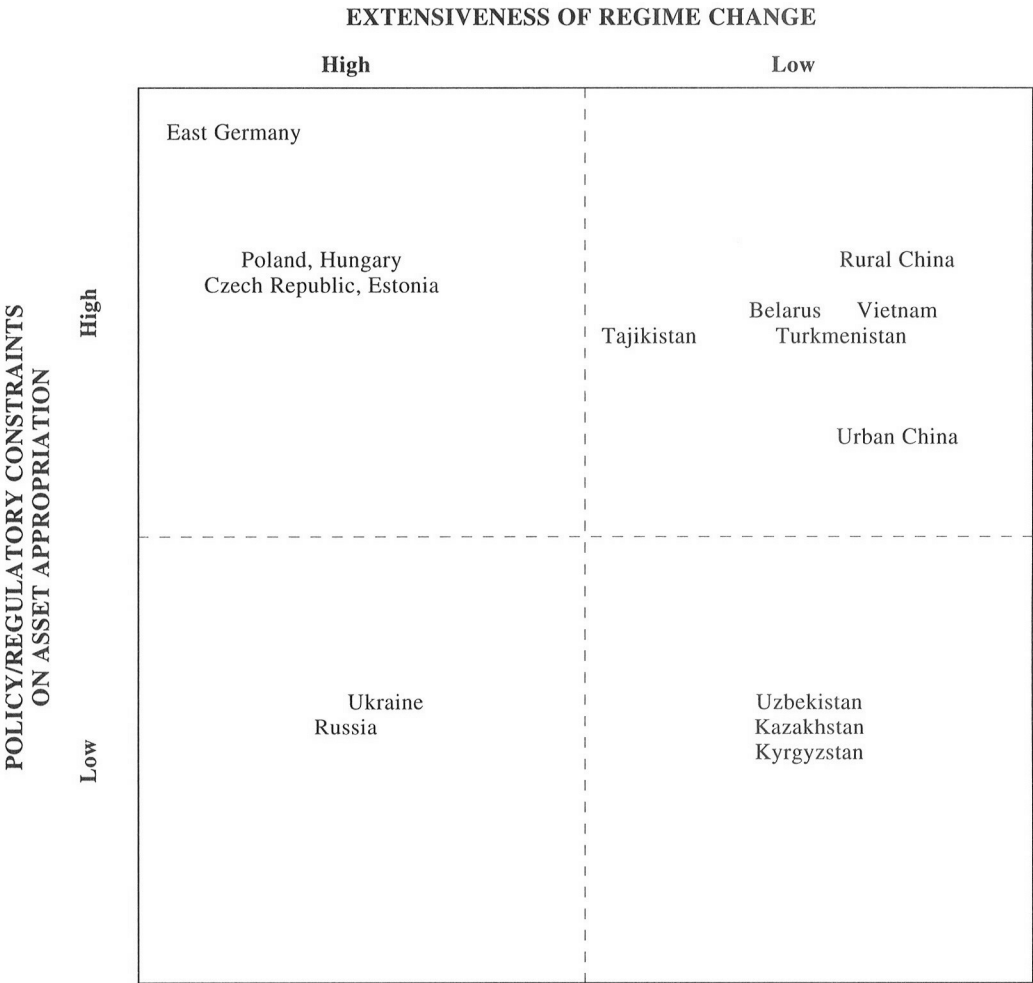 EXTENSIVENESS OF REGIME CHANGE
High
Low
POLICY/REGULATORY CONSTRAINTS
ON ASSET APPROPRIATION
High
Low
East Germany
Poland, Hungary
Czech Republic, Estonia
Rural China
Belarus Vietnam
Tajikistan Turkmenistan
Urban China
Ukraine
Russia
Uzbekistan
Kazakhstan
Kyrgyzstan